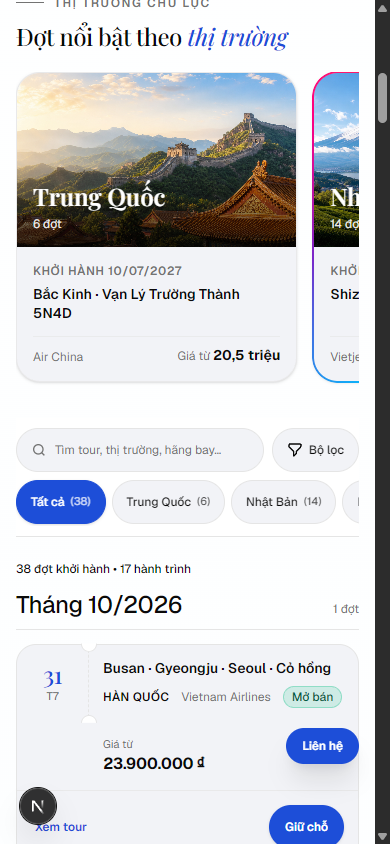 THỊ TRƯỜNG CHỦ LỰC
Đợt nổi bật theo thị trường
Trung Quốc
6 đợt
KHỞI HÀNH 10/07/2027
Bắc Kinh · Vạn Lý Trường Thành
5N4D
Air China
Giá từ 20,5 triệu
Nh
14 đợ
KHỞ
Shiz
Vietje
Tìm tour, thị trường, hãng bay...
Bộ lọc
Tất cả (38)
Trung Quốc (6)
Nhật Bản (14)
38 đợt khởi hành • 17 hành trình
Tháng 10/2026
1 đợt
31
T7
Busan · Gyeongju · Seoul · Cỏ hồng
HÀN QUỐC Vietnam Airlines Mở bán
Giá từ
23.900.000 ₫
Liên hệ
N
Xem tour
Giữ chỗ